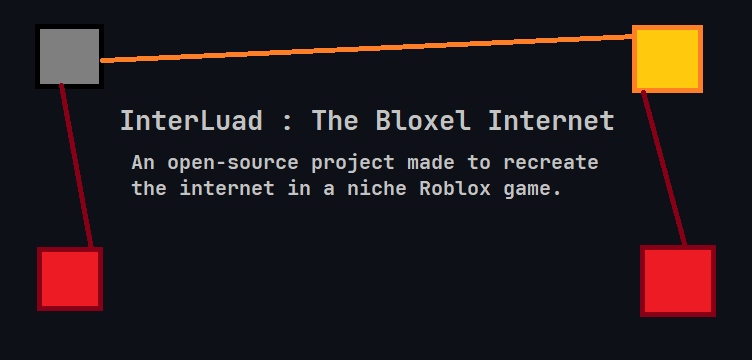 InterLuad : The Bloxel Internet
An open-source project made to recreate
the internet in a niche Roblox game.